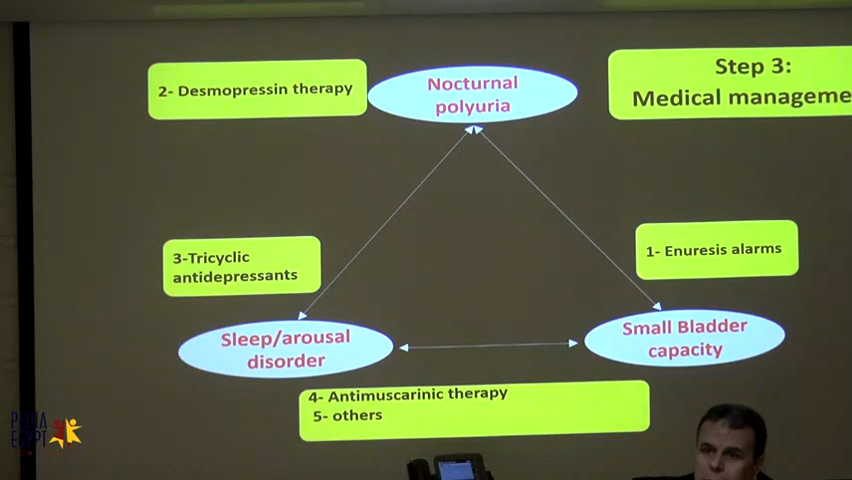 Step 3:
Medical manageme
2- Desmopressin therapy
Nocturnal
polyuria
3-Tricyclic
antidepressants
1- Enuresis alarms
Sleep/arousal
disorder
Small Bladder
capacity
4- Antimuscarinic therapy
5- others
EGYPT